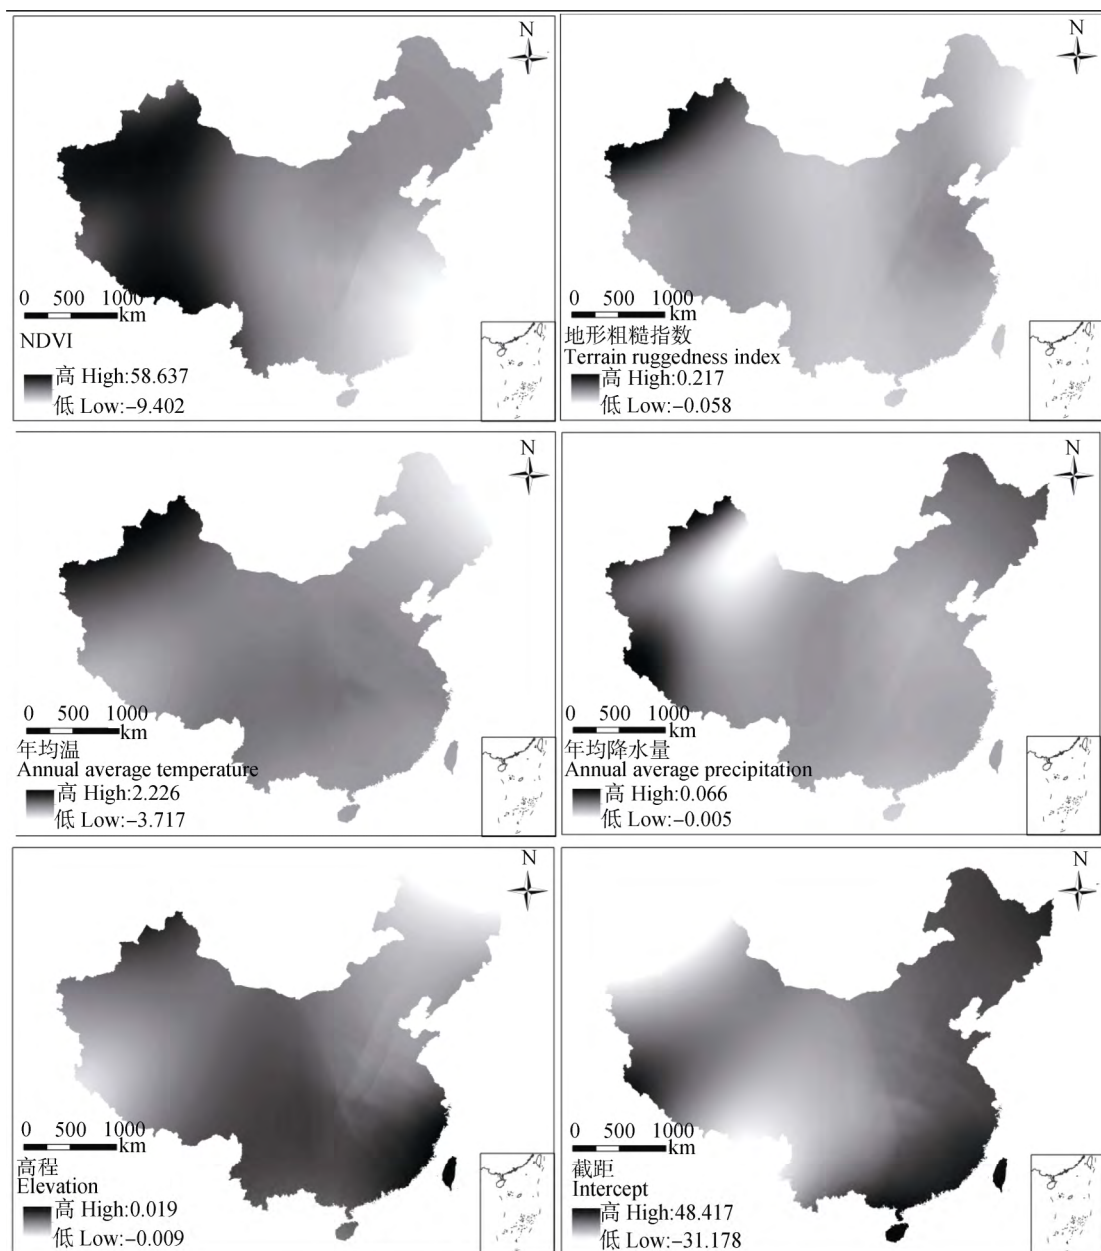 N
0 500 1000
km
NDVI
高 High:58.637
低 Low:−9.402
N
0 500 1000
km
地形粗糙指数
Terrain ruggedness index
高 High:0.217
低 Low:−0.058
N
0 500 1000
km
年均温
Annual average temperature
高 High:2.226
低 Low:−3.717
N
0 500 1000
km
年均降水量
Annual average precipitation
高 High:0.066
低 Low:−0.005
N
0 500 1000
km
高程
Elevation
高 High:0.019
低 Low:−0.009
N
0 500 1000
km
截距
Intercept
高 High:48.417
低 Low:−31.178